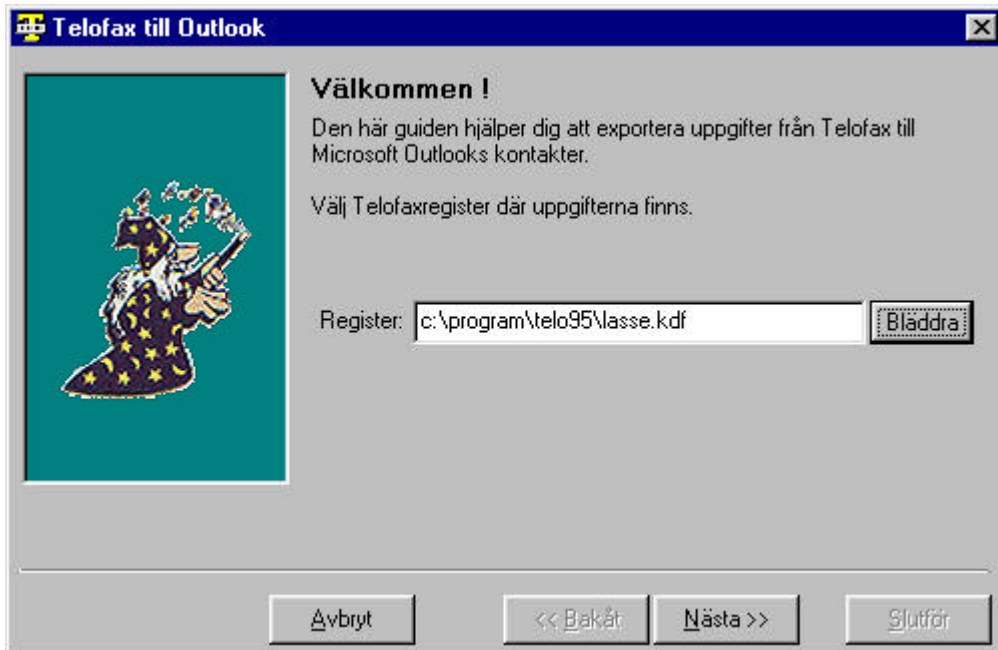 Telofax till Outlook
Välkommen !
Den här guiden hjälper dig att exportera uppgifter från Telofax till
Microsoft Outlooks kontakter.
Välj Telofaxregister där uppgifterna finns.
Register: c:\program\telo95\lasse.kdf Bläddra
Avbryt << Bakåt Nästa >> Slutför